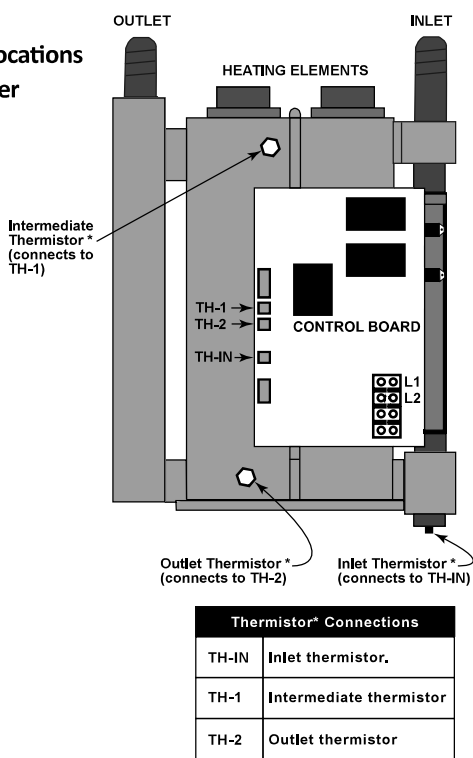 OUTLET
INLET
ocations
er
HEATING ELEMENTS
Intermediate
Thermistor *
(connects to
TH-1)
TH-1
TH-2
CONTROL BOARD
TH-IN
L1
L2
Outlet Thermistor *
(connects to TH-2)
Inlet Thermistor *
(connects to TH-IN)
Thermistor* Connections
TH-IN Inlet thermistor.
TH-1 Intermediate thermistor
TH-2 Outlet thermistor